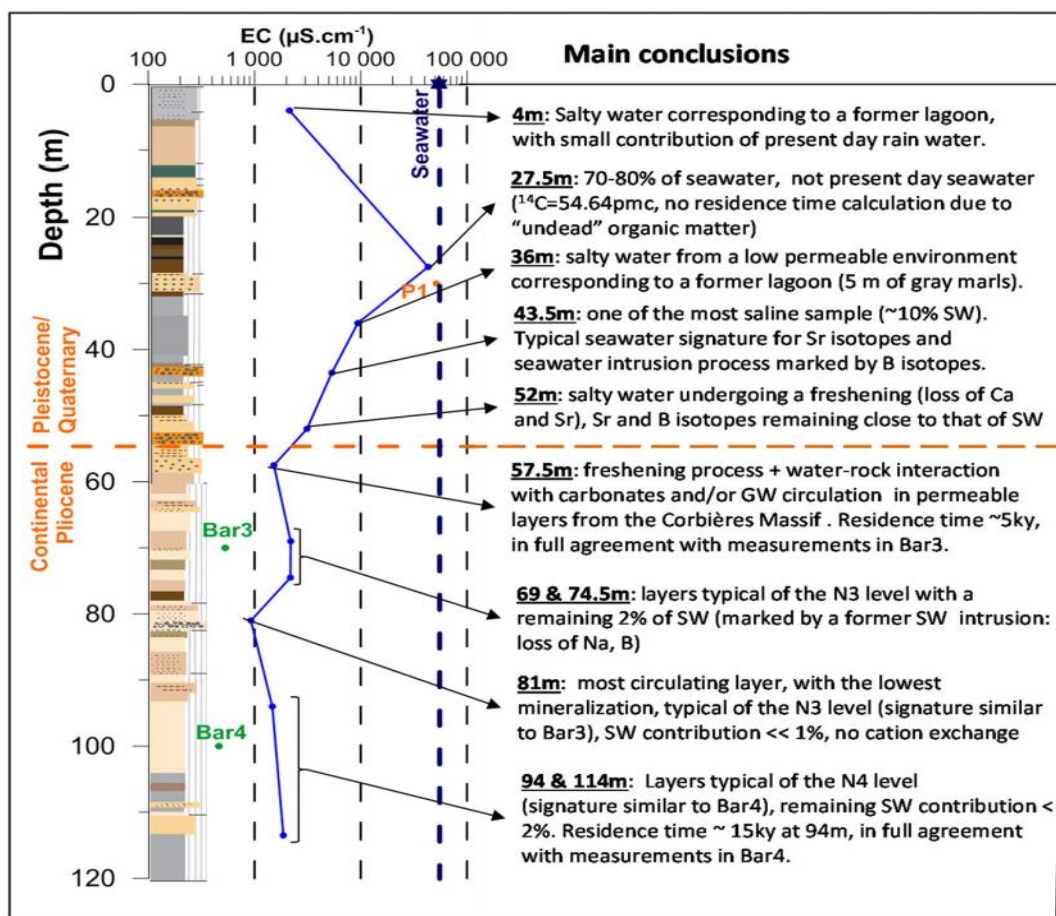 EC (µS.cm⁻¹)
Main conclusions
100 1 000 10 000 100 000
Depth (m)
0
20
40
60
80
100
120
Pleistocene/
Quaternary
Continental
Pliocene
Seawater
P1
Bar3
Bar4
4m: Salty water corresponding to a former lagoon,
with small contribution of present day rain water.
27.5m: 70-80% of seawater, not present day seawater
(¹⁴C=54.64pmc, no residence time calculation due to
“undead” organic matter)
36m: salty water from a low permeable environment
corresponding to a former lagoon (5 m of gray marls).
43.5m: one of the most saline sample (~10% SW).
Typical seawater signature for Sr isotopes and
seawater intrusion process marked by B isotopes.
52m: salty water undergoing a freshening (loss of Ca
and Sr), Sr and B isotopes remaining close to that of SW
57.5m: freshening process + water-rock interaction
with carbonates and/or GW circulation in permeable
layers from the Corbières Massif . Residence time ~5ky,
in full agreement with measurements in Bar3.
69 & 74.5m: layers typical of the N3 level with a
remaining 2% of SW (marked by a former SW intrusion:
loss of Na, B)
81m: most circulating layer, with the lowest
mineralization, typical of the N3 level (signature similar
to Bar3), SW contribution << 1%, no cation exchange
94 & 114m: Layers typical of the N4 level
(signature similar to Bar4), remaining SW contribution <
2%. Residence time ~ 15ky at 94m, in full agreement
with measurements in Bar4.